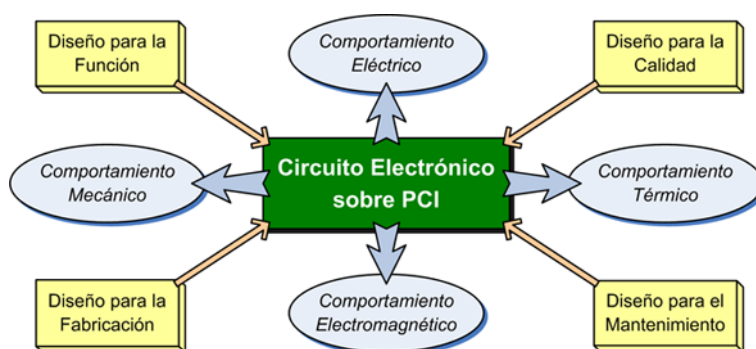 Diseño para la
Función
Comportamiento
Eléctrico
Diseño para la
Calidad
Comportamiento
Mecánico
Circuito Electrónico
sobre PCI
Comportamiento
Térmico
Diseño para la
Fabricación
Comportamiento
Electromagnético
Diseño para el
Mantenimiento